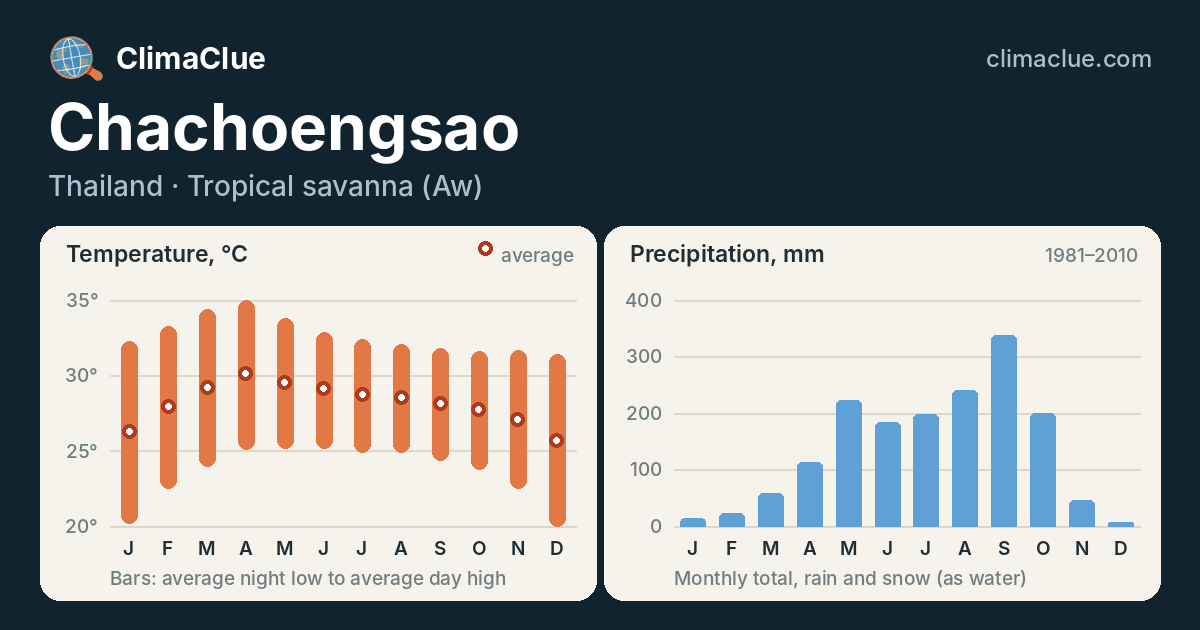 ClimaClue
climaclue.com
Chachoengsao
Thailand · Tropical savanna (Aw)
Temperature, °C
average
35°
30°
25°
20°
J F M A M J J A S O N D
Bars: average night low to average day high
Precipitation, mm
1981–2010
400
300
200
100
0
J F M A M J J A S O N D
Monthly total, rain and snow (as water)